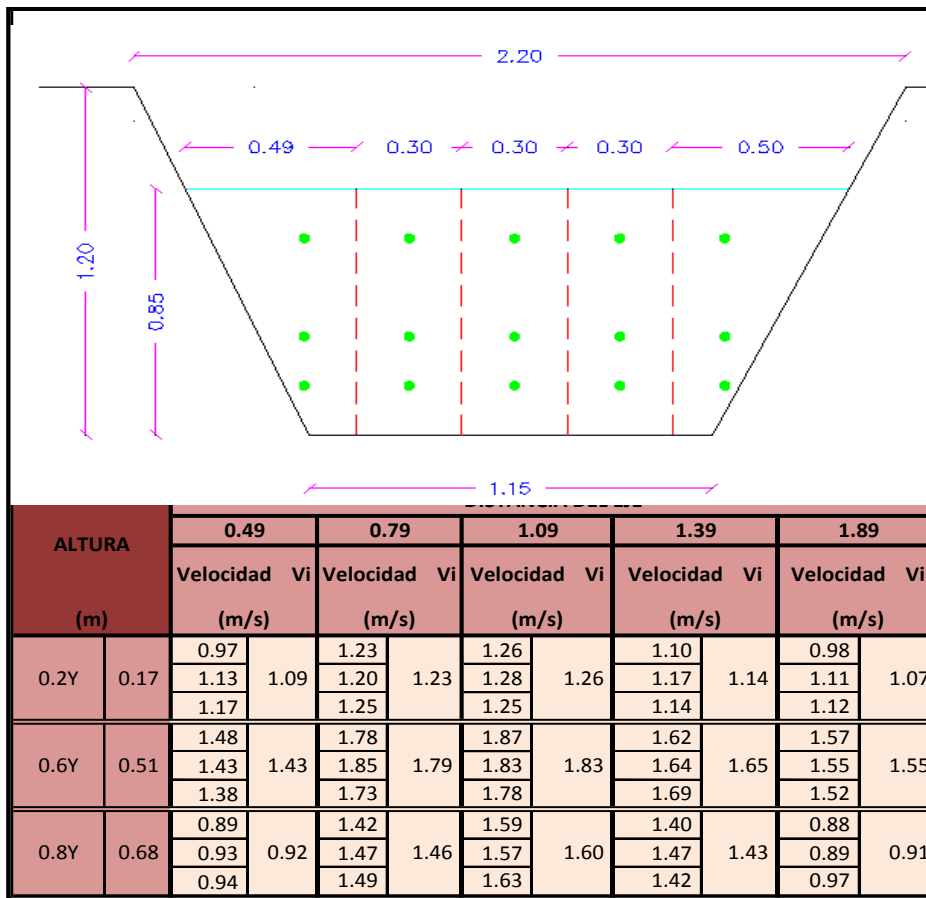 2.20
0.49 0.30 0.30 0.30 0.50
1.20
0.85
1.15
ALTURA
(m)
0.49 0.79 1.09 1.39 1.89
Velocidad Vi Velocidad Vi Velocidad Vi Velocidad Vi Velocidad Vi
(m/s) (m/s) (m/s) (m/s) (m/s)
0.97 1.23 1.26 1.10 0.98
0.2Y 0.17 1.13 1.09 1.20 1.23 1.28 1.26 1.17 1.14 1.11 1.07
1.17 1.25 1.25 1.14 1.12
1.48 1.78 1.87 1.62 1.57
0.6Y 0.51 1.43 1.43 1.85 1.79 1.83 1.83 1.64 1.65 1.55 1.55
1.38 1.73 1.78 1.69 1.52
0.89 1.42 1.59 1.40 0.88
0.8Y 0.68 0.93 0.92 1.47 1.46 1.57 1.60 1.47 1.43 0.89 0.91
0.94 1.49 1.63 1.42 0.97